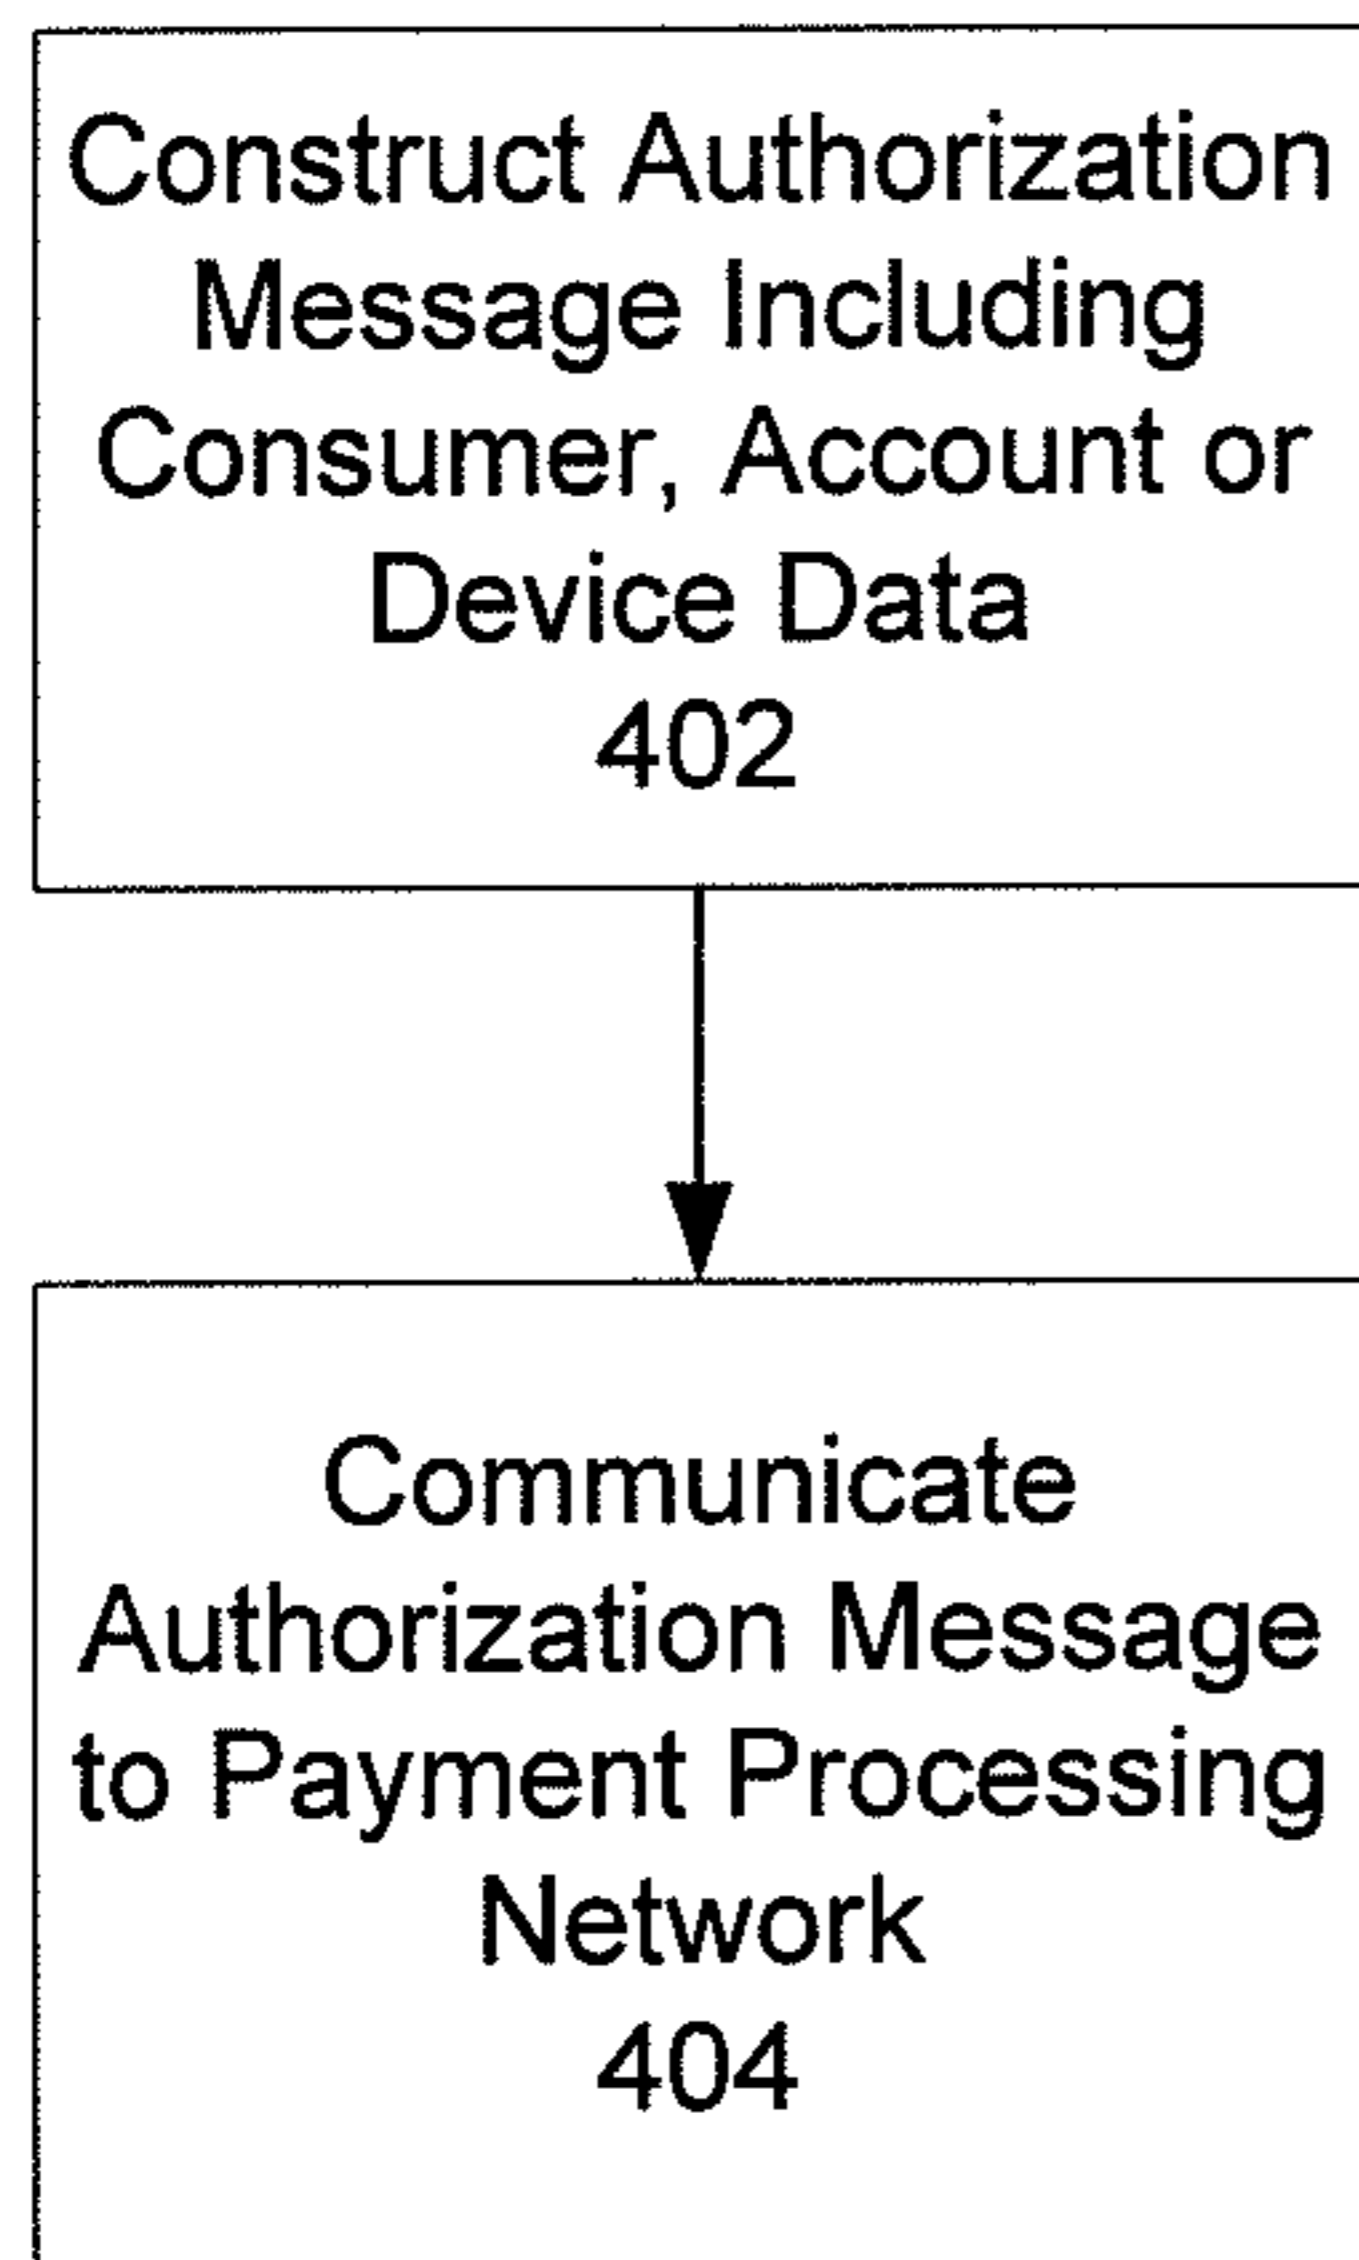 Construct Authorization
Message Including
Consumer, Account or
Device Data
402
Communicate
Authorization Message
to Payment Processing
Network
404